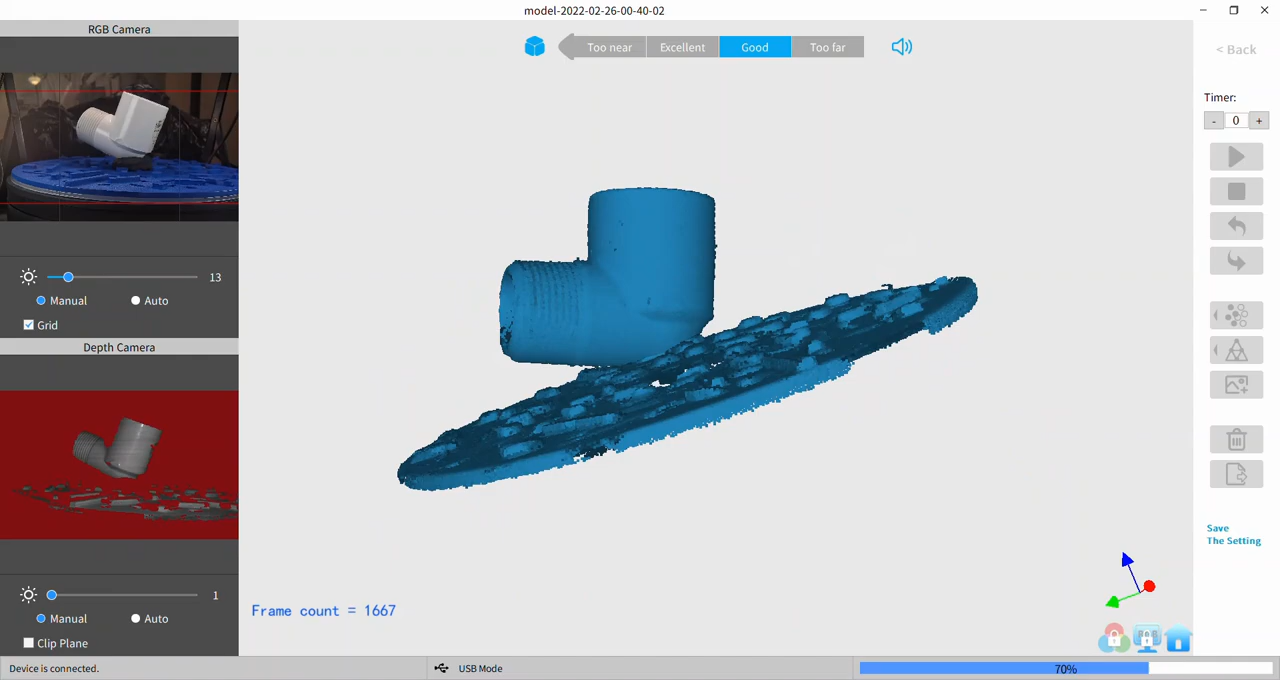 model-2022-02-26-00-40-02
RGB Camera
Too near
Excellent
Good
Too far
< Back
Timer:
- 0 +
13
Manual
Auto
Grid
Depth Camera
1
Manual
Auto
Clip Plane
Frame count = 1667
Save
The Setting
Device is connected.
USB Mode
70%